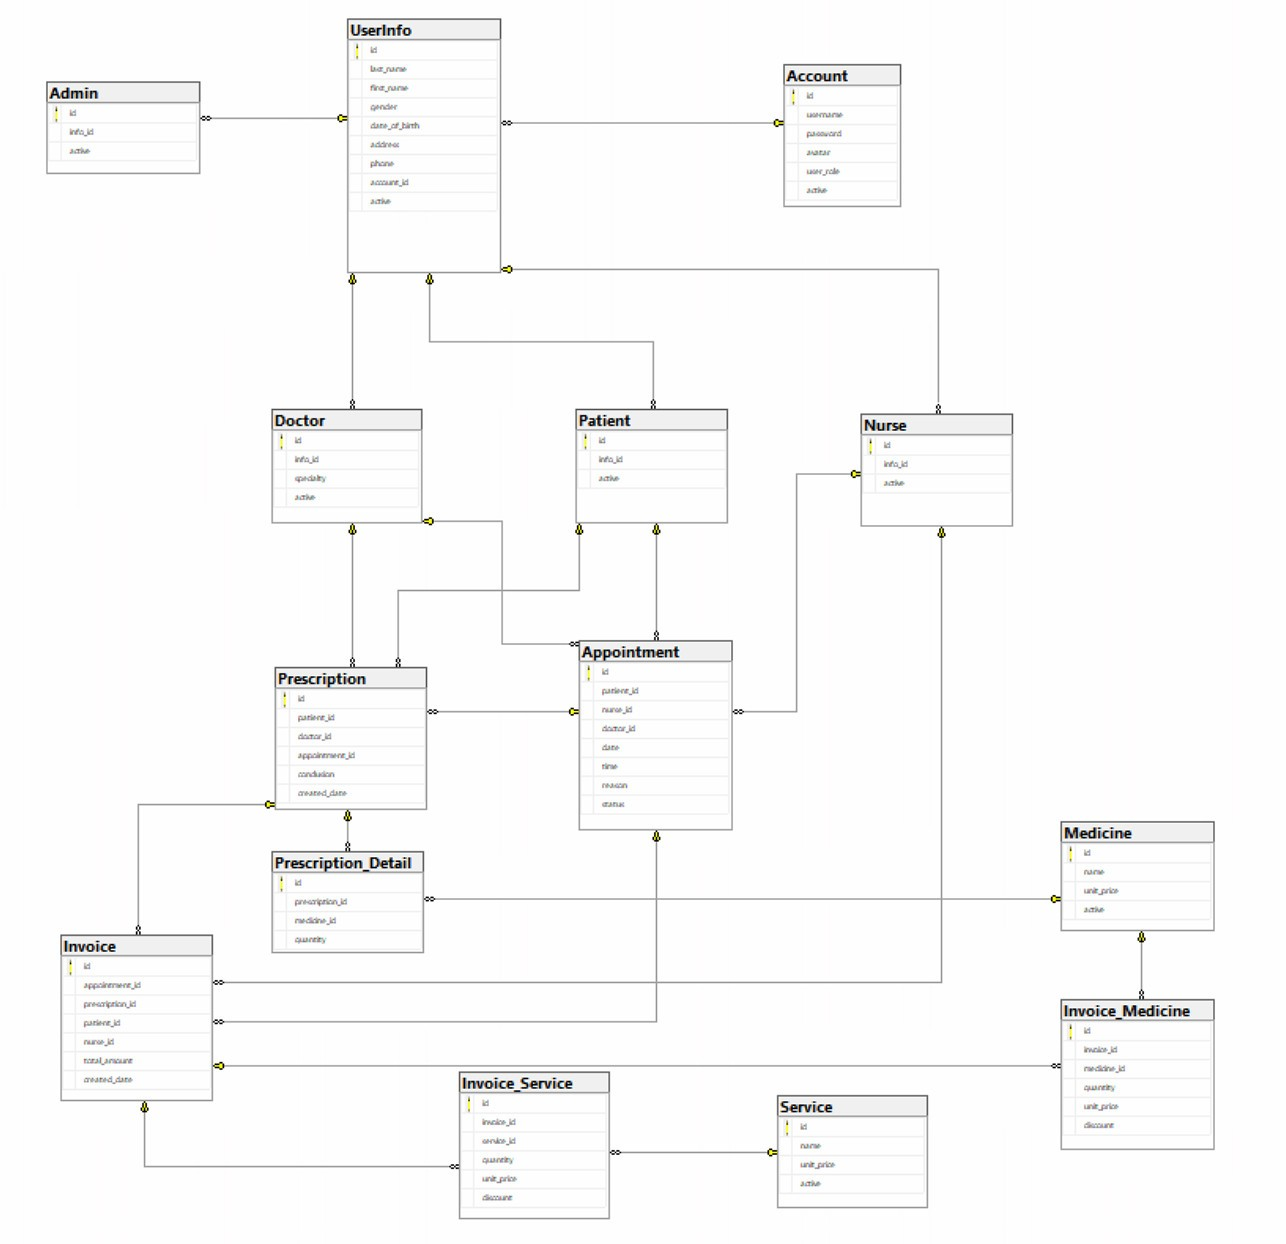 UserInfo
id
last_name
first_name
gender
date_of_birth
address
phone
account_id
active
Admin
id
info_id
active
Account
id
username
password
avatar
user_role
active
Doctor
id
info_id
speciality
active
Patient
id
info_id
active
Nurse
id
info_id
active
Prescription
id
patient_id
doctor_id
appointment_id
conclusion
created_date
Appointment
id
patient_id
nurse_id
doctor_id
date
time
reason
status
Prescription_Detail
id
prescription_id
medicine_id
quantity
Medicine
id
name
unit_price
active
Invoice
id
appointment_id
prescription_id
patient_id
nurse_id
total_amount
created_date
Invoice_Medicine
id
invoice_id
medicine_id
quantity
unit_price
discount
Invoice_Service
id
invoice_id
service_id
quantity
unit_price
discount
Service
id
name
unit_price
active